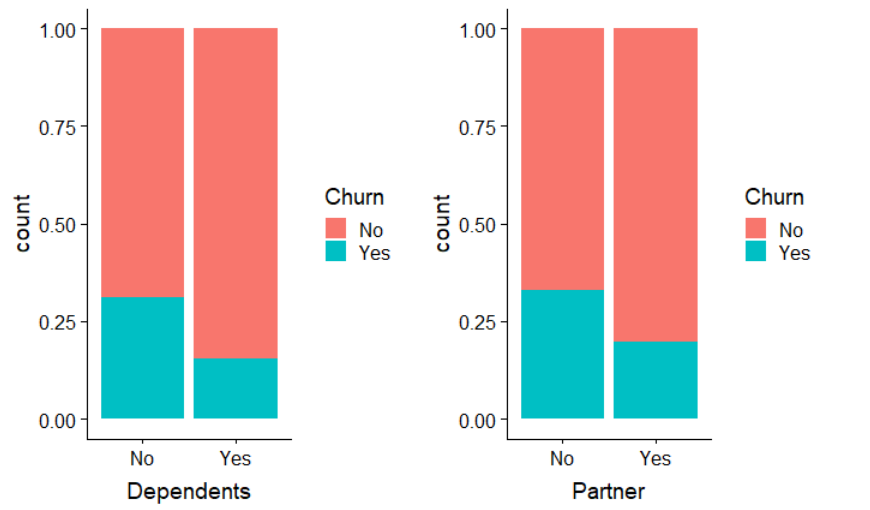 count
1.00
0.75
0.50
0.25
0.00
No Yes
Dependents
Churn
No
Yes
count
1.00
0.75
0.50
0.25
0.00
No Yes
Partner
Churn
No
Yes